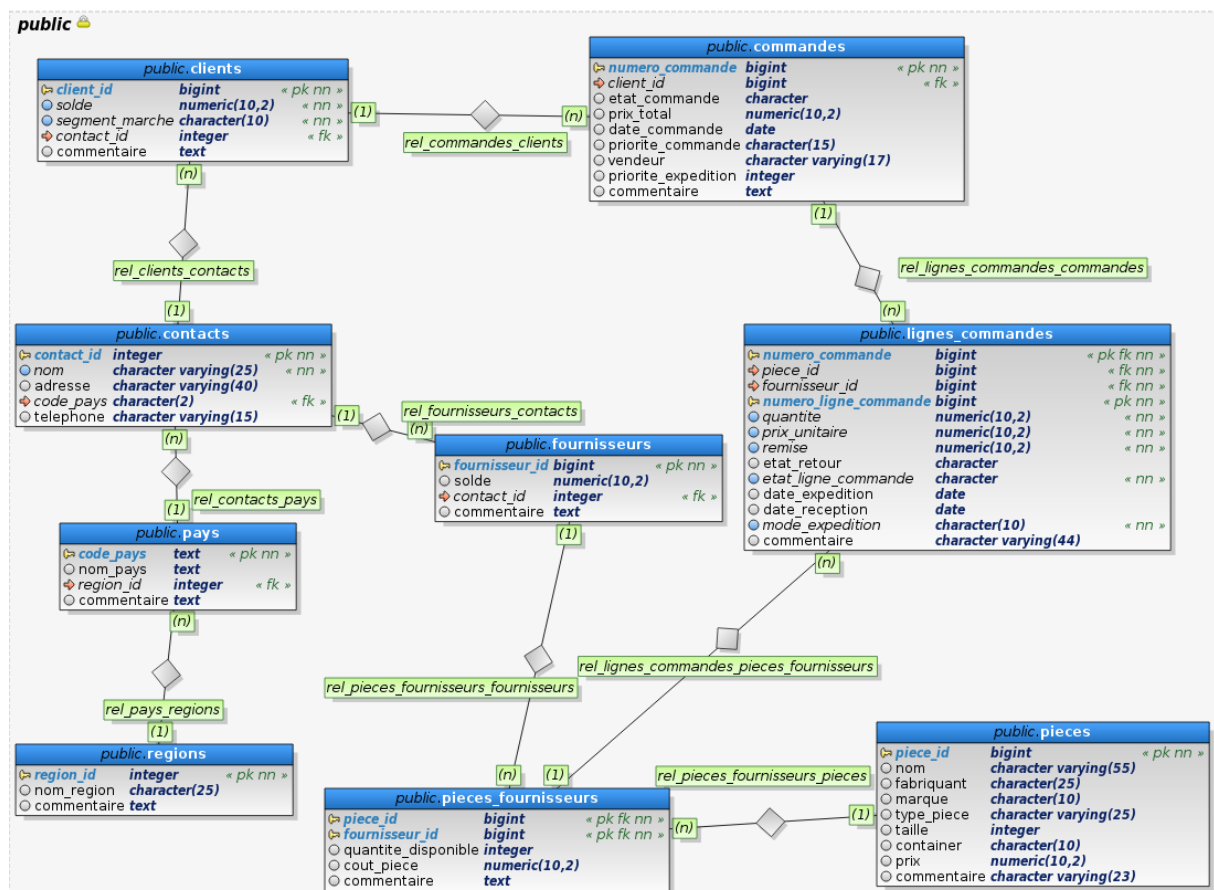 public
public.clients
client_id bigint « pk nn »
solde numeric(10,2) « nn »
segment_marche character(10) « nn »
contact_id integer « fk »
commentaire text
(1)
(n)
rel_commandes_clients
public.commandes
numero_commande bigint « pk nn »
client_id bigint « fk »
etat_commande character
prix_total numeric(10,2)
date_commande date
priorite_commande character(15)
vendeur character varying(17)
priorite_expedition integer
commentaire text
(n)
rel_clients_contacts
(1)
(1)
rel_lignes_commandes_commandes
(n)
public.contacts
contact_id integer « pk nn »
nom character varying(25) « nn »
adresse character varying(40)
code_pays character(2) « fk »
telephone character varying(15)
(1)
rel_fournisseurs_contacts
(n)
public.lignes_commandes
numero_commande bigint « pk fk nn »
piece_id bigint « fk »
fournisseur_id bigint « fk »
numero_ligne_commande bigint « pk nn »
quantite numeric(10,2) « nn »
prix_unitaire numeric(10,2) « nn »
remise numeric(10,2) « nn »
etat_retour character
etat_ligne_commande character « nn »
date_expedition date
date_reception date
mode_expedition character(10) « nn »
commentaire character varying(44)
(n)
rel_contacts_pays
(1)
public.fournisseurs
fournisseur_id bigint « pk nn »
solde numeric(10,2)
contact_id integer « fk »
commentaire text
(1)
public.pays
code_pays text « pk nn »
nom_pays text
region_id integer « fk »
commentaire text
(n)
(n)
rel_lignes_commandes_pieces_fournisseurs
rel_pieces_fournisseurs_fournisseurs
rel_pays_regions
(1)
public.regions
region_id integer « pk nn »
nom_region character(25)
commentaire text
(n)
(1)
rel_pieces_fournisseurs_pieces
public.pieces_fournisseurs
piece_id bigint « pk fk nn »
fournisseur_id bigint « pk fk nn »
quantite_disponible integer
cout_piece numeric(10,2)
commentaire text
(n)
(1)
public.pieces
piece_id bigint « pk nn »
nom character varying(55)
fabriquant character(25)
marque character(10)
type_piece character varying(25)
taille integer
container character(10)
prix numeric(10,2)
commentaire character varying(23)